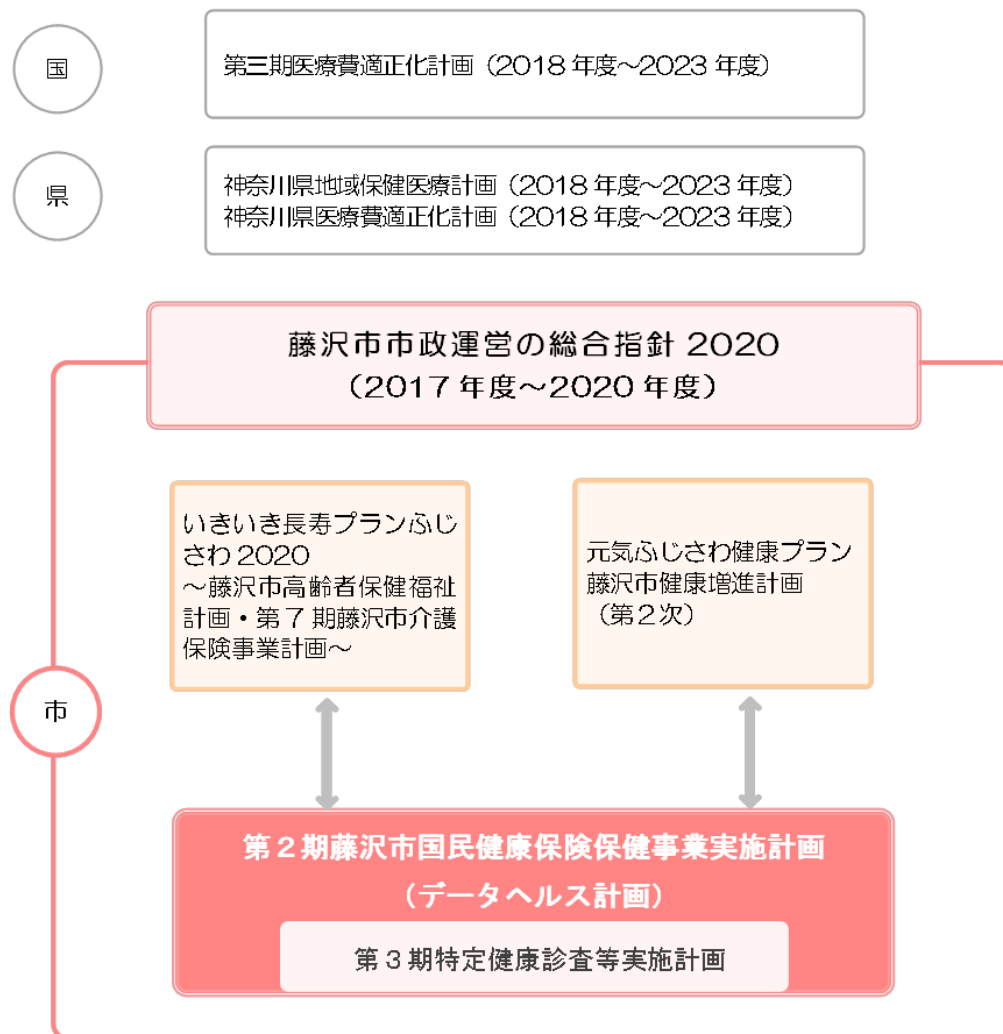 国
第三期医療費適正化計画（2018 年度～2023 年度）
県
神奈川県地域保健医療計画（2018 年度～2023 年度）
神奈川県医療費適正化計画（2018 年度～2023 年度）
藤沢市市政運営の総合指針 2020
（2017 年度～2020 年度）
いきいき長寿プランふじ
さわ 2020
～藤沢市高齢者保健福祉
計画・第 7 期藤沢市介護
保険事業計画～
元気ふじさわ健康プラン
藤沢市健康増進計画
（第２次）
市
第２期藤沢市国民健康保険保健事業実施計画
（データヘルス計画）
第３期特定健康診査等実施計画